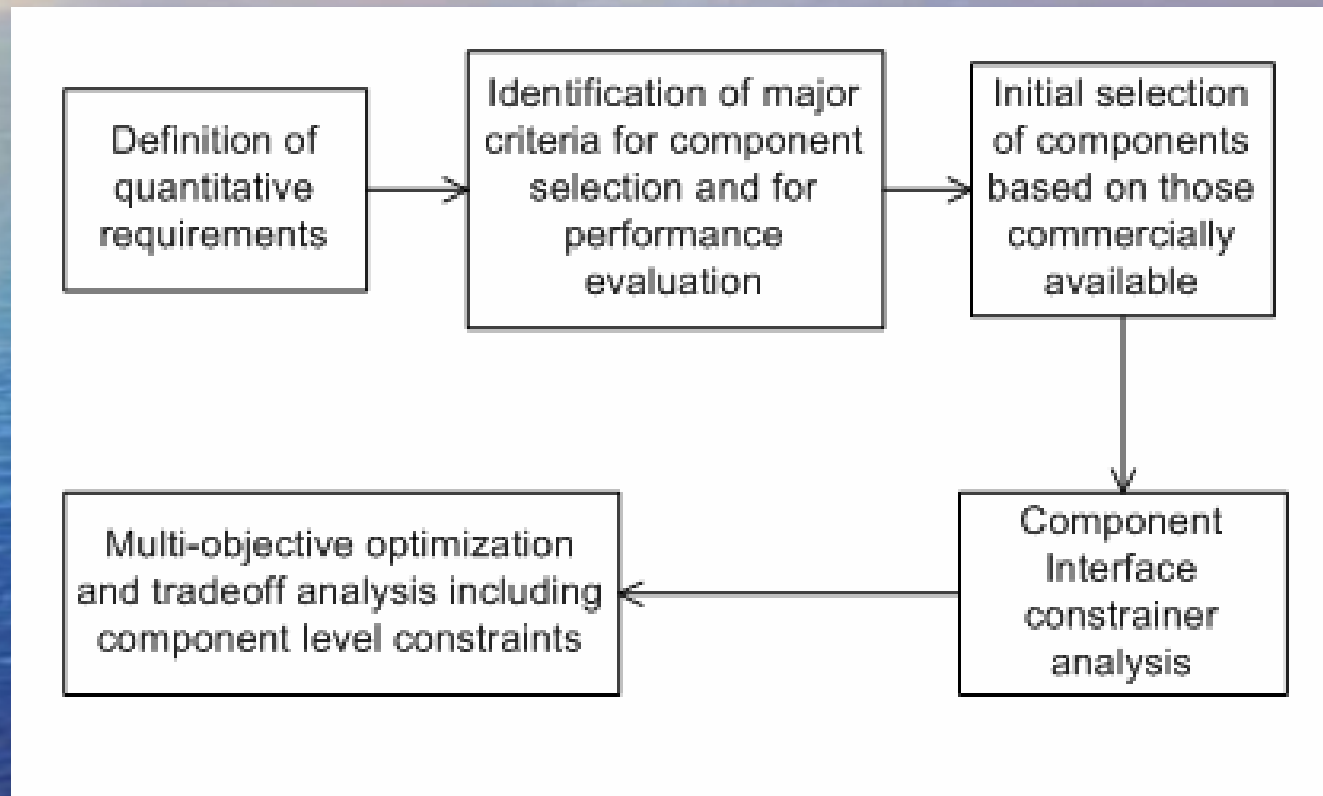 Definition of
quantitative
requirements
Identification of major
criteria for component
selection and for
performance
evaluation
Initial selection
of components
based on those
commercially
available
Component
Interface
constrainer
analysis
Multi-objective optimization
and tradeoff analysis including
component level constraints